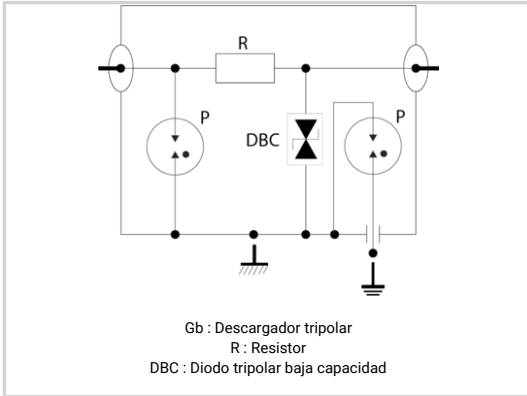 R
P
DBC
P
Gb : Descargador tripolar
R : Resistor
DBC : Diodo tripolar baja capacidad